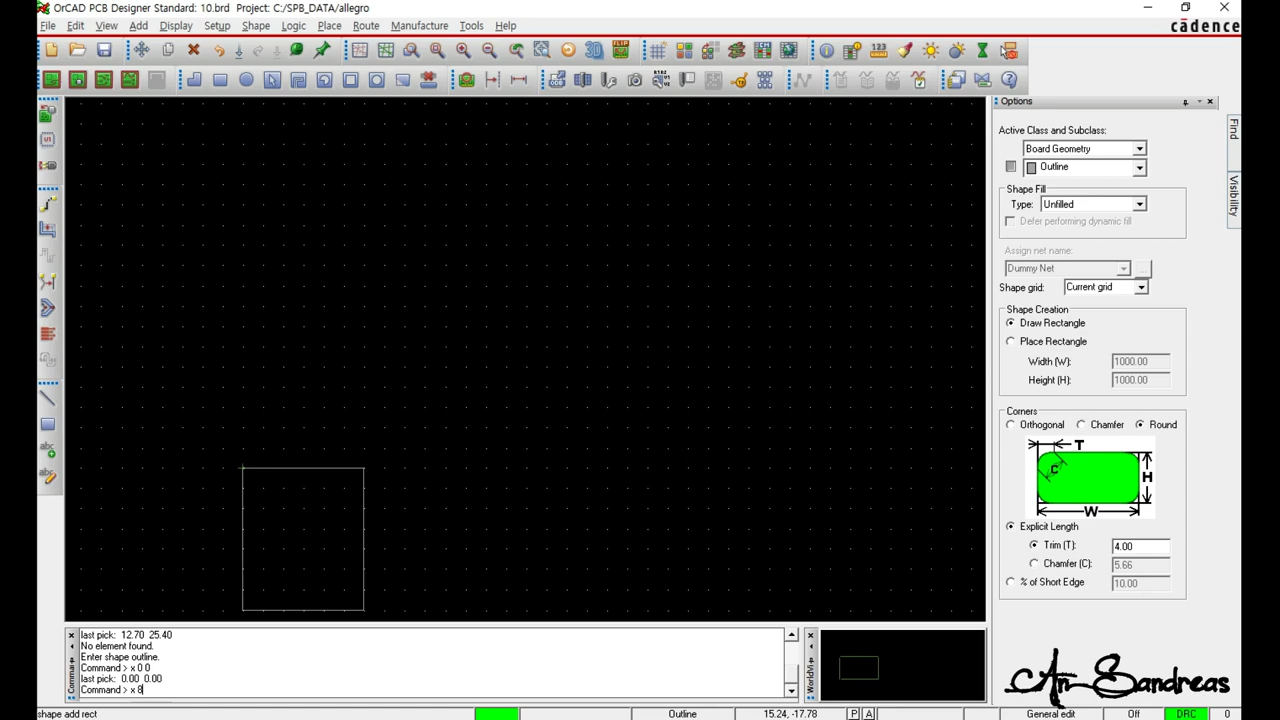 OrCAD PCB Designer Standard: 10.brd  Project: C:/SPB_DATA/allegro
File Edit View Setup Add Display Setup Shape Logic Place Route Manufacture Tools Help
cādence
Options
Active Class and Subclass:
Board Geometry
Outline
Shape Fill
Type: Unfilled
Defer performing dynamic fill
Assign net name:
Dummy Net ...
Shape grid: Current grid
Shape Creation
Draw Rectangle
Place Rectangle
Width (W): 1000.00
Height (H): 1000.00
Corners
Orthogonal Chamfer Round
T
C
H
W
Explicit Length
Trim (T): 4.00
Chamfer (C): 5.66
% of Short Edge 10.00
Find
Visibility
last pick: 12.70 25.40
No element found.
Enter shape outline.
Command > x 0 0
last pick: 0.00 0.00
Command > x 8
WorldVi
An Sandreas
shape add rect Outline 15.24, -17.78 P A General edit Off DRC 0